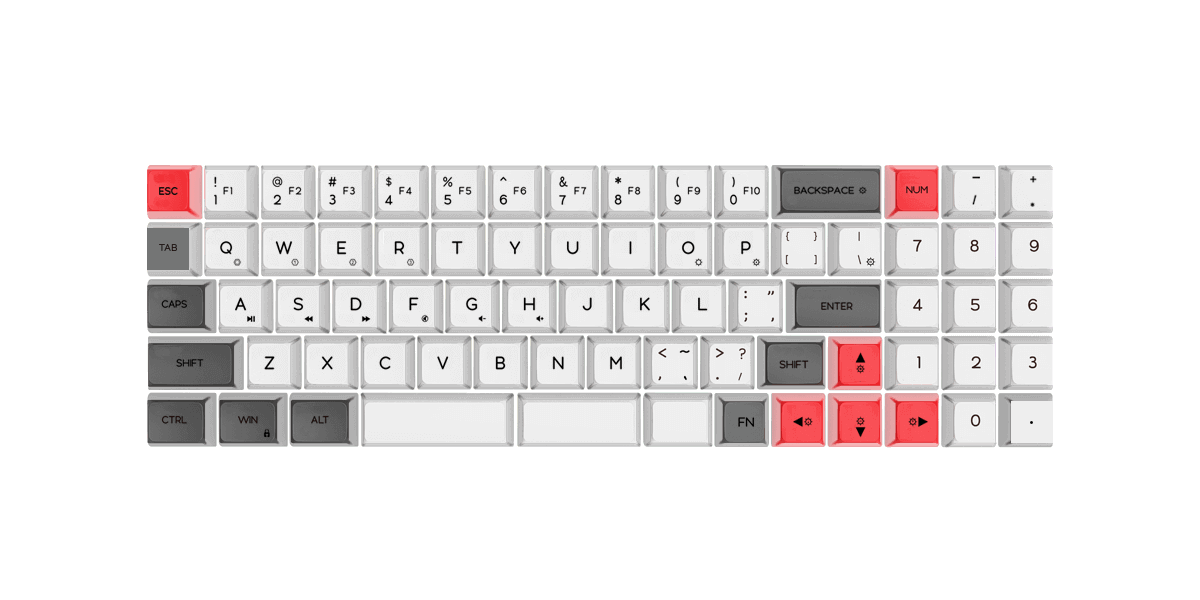 ESC ! 1 F1 @ 2 F2 # 3 F3 $ 4 F4 % 5 F5 ^ 6 F6 & 7 F7 * 8 F8 ( 9 F9 ) 0 F10 BACKSPACE NUM - / + .
TAB Q W E R T Y U I O P { } [ ] | \ 7 8 9
CAPS A S D F G H J K L : " ; , ENTER 4 5 6
SHIFT Z X C V B N M < ~ , ` > ? . / SHIFT ▲ 1 2 3
CTRL WIN ALT FN ◀ ▼ ▶ 0 .